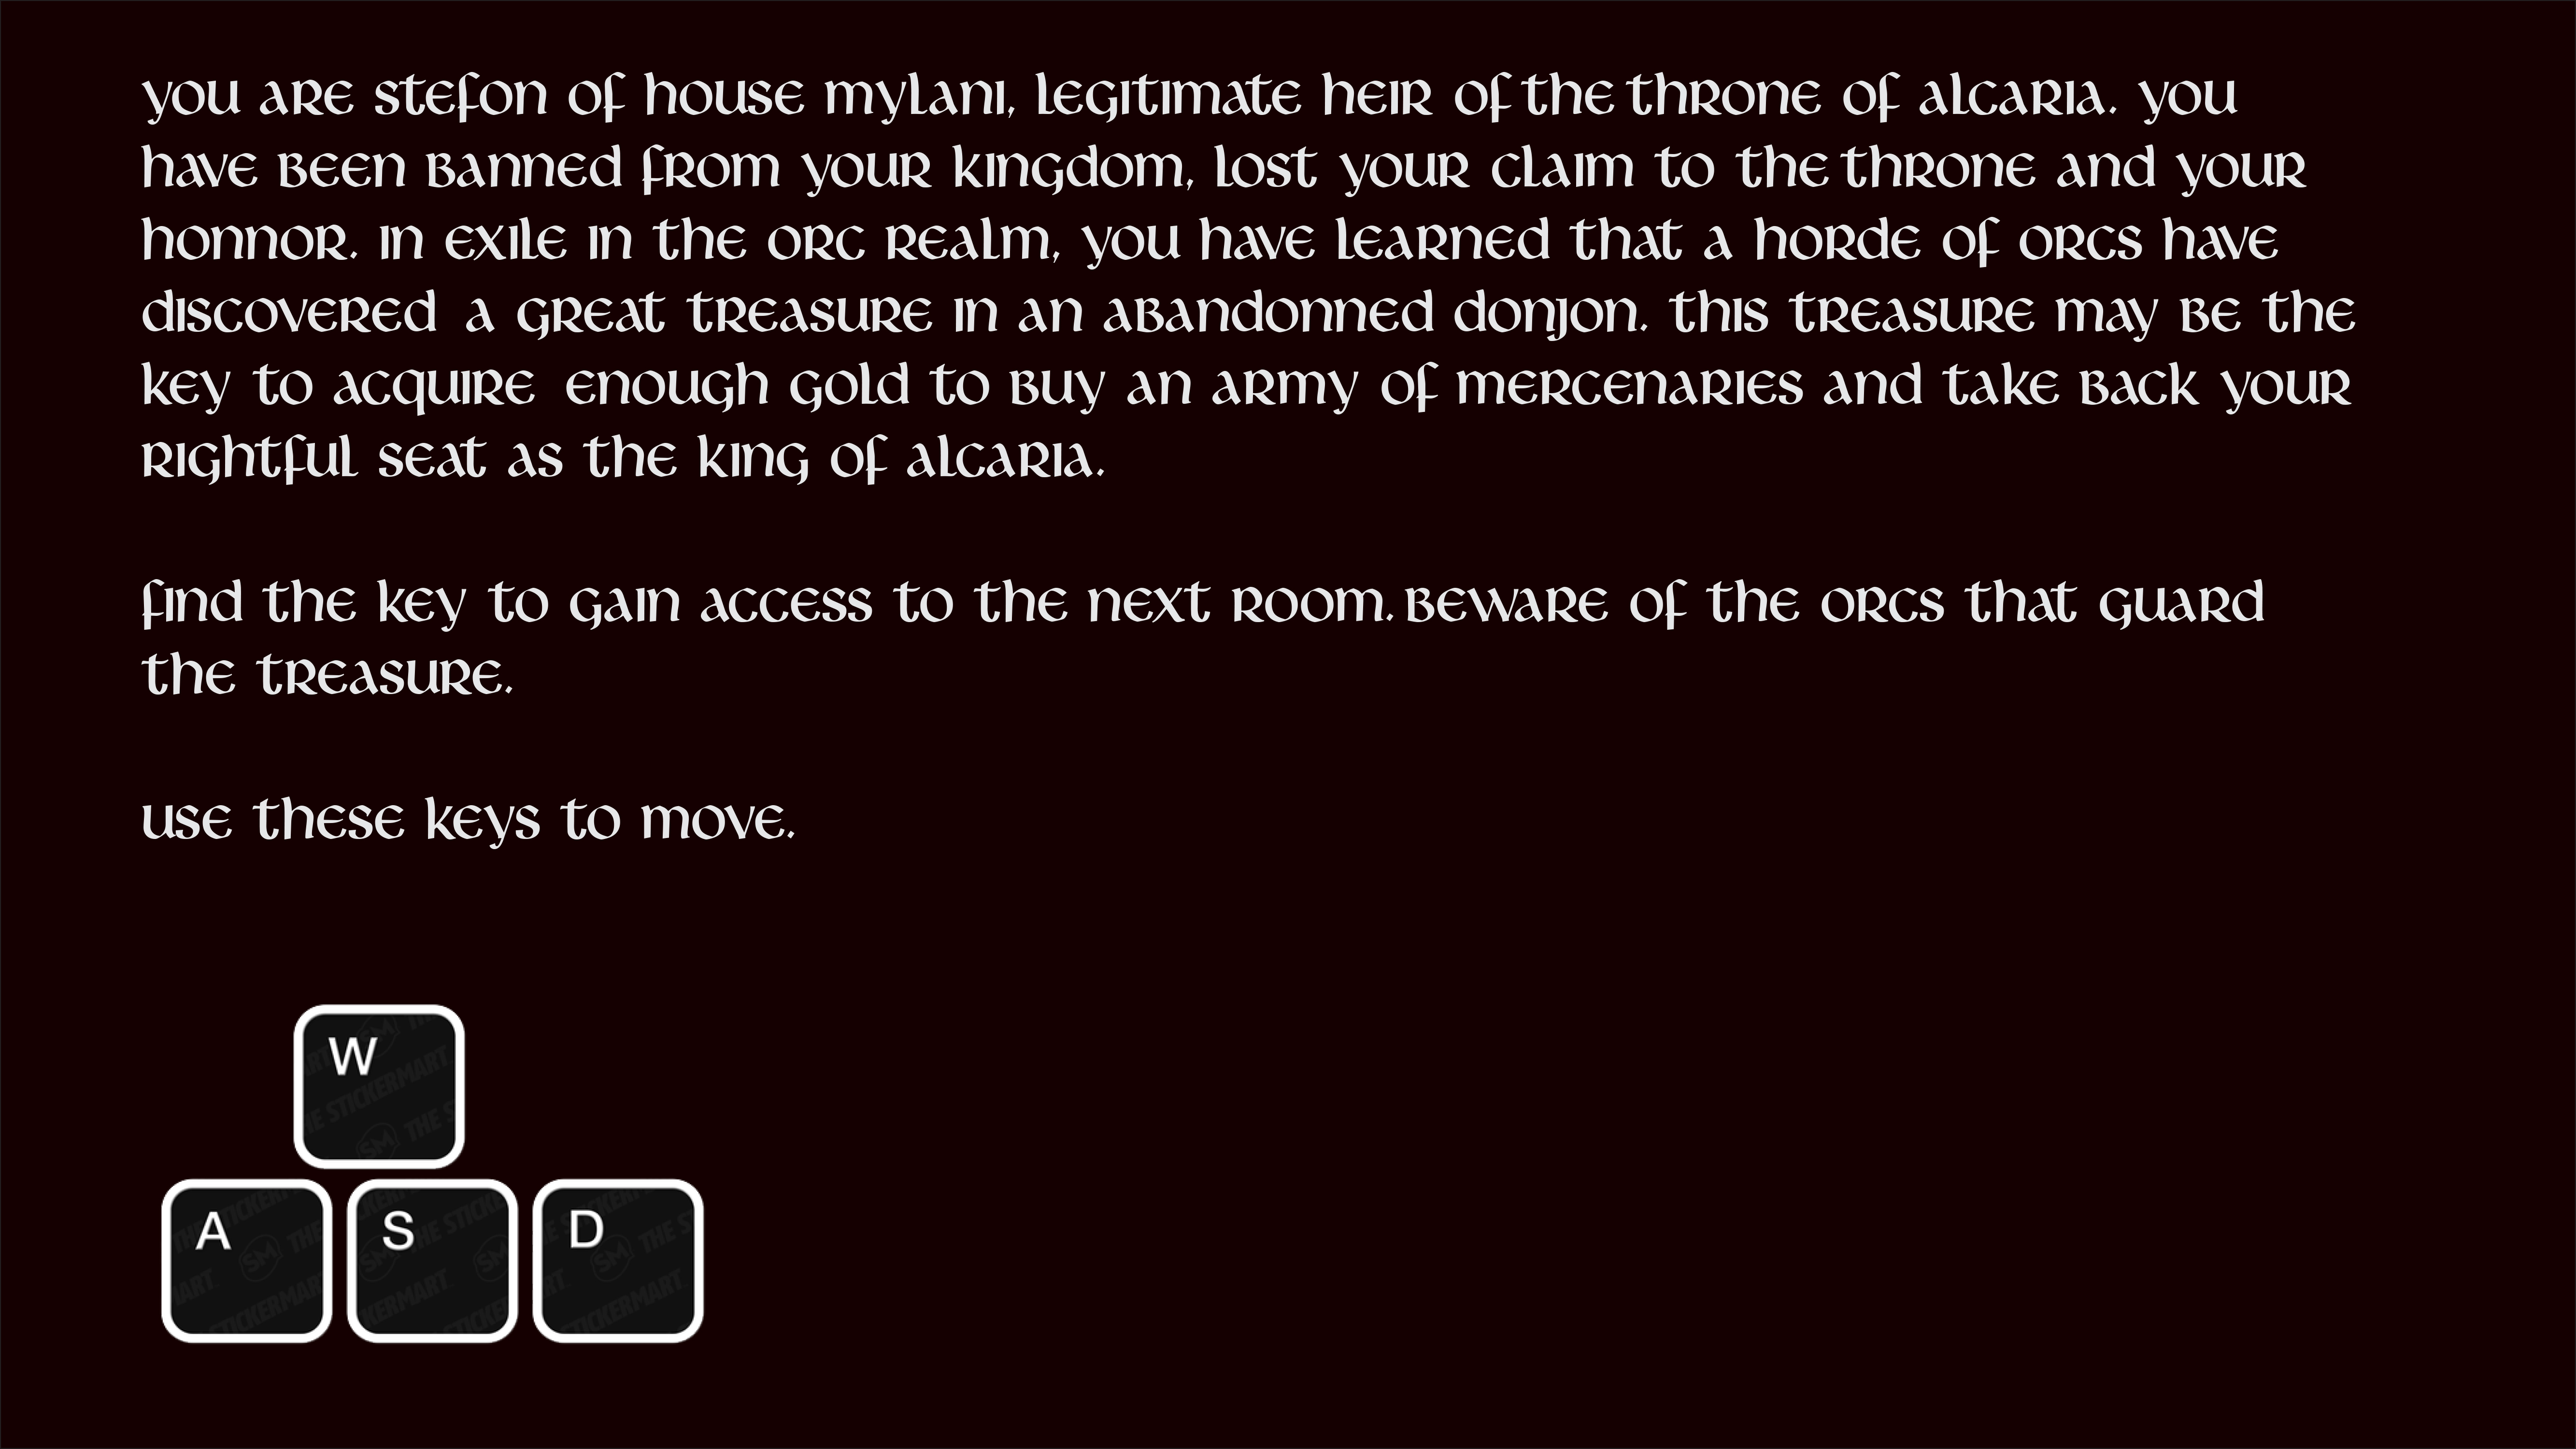 you are stefon of house mylani, legitimate heir of the throne of alcaria. you
have been banned from your kingdom, lost your claim to the throne and your
honnor. in exile in the orc realm, you have learned that a horde of orcs have
discovered a great treasure in an abandonned donjon. this treasure may be the
key to acquire enough gold to buy an army of mercenaries and take back your
rightful seat as the king of alcaria.
find the key to gain access to the next room. beware of the orcs that guard
the treasure.
use these keys to move.
W
A S D